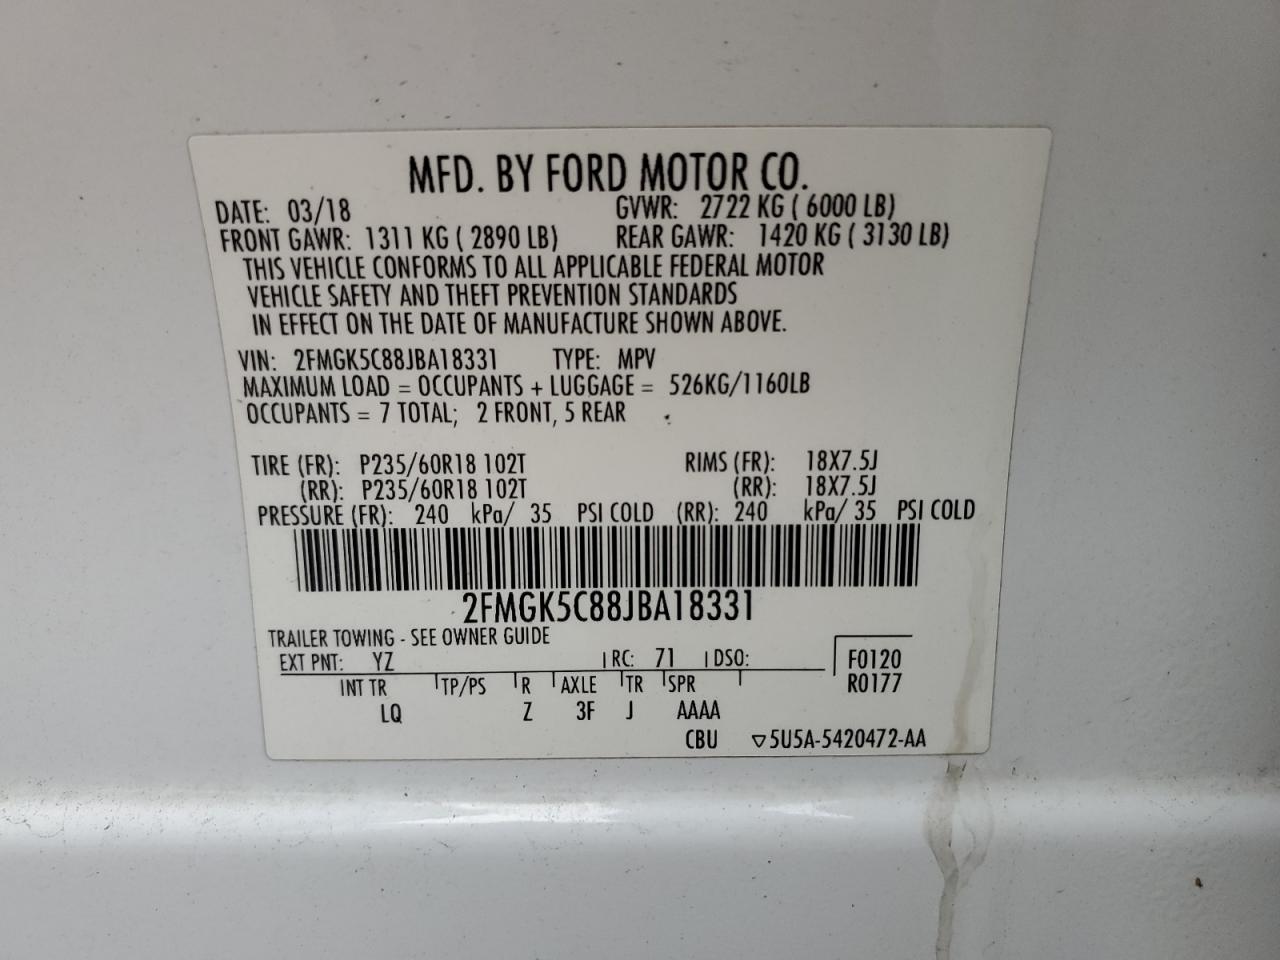 MFD. BY FORD MOTOR CO.
DATE: 03/18 GVWR: 2722 KG ( 6000 LB)
FRONT GAWR: 1311 KG ( 2890 LB) REAR GAWR: 1420 KG ( 3130 LB)
THIS VEHICLE CONFORMS TO ALL APPLICABLE FEDERAL MOTOR
VEHICLE SAFETY AND THEFT PREVENTION STANDARDS
IN EFFECT ON THE DATE OF MANUFACTURE SHOWN ABOVE.
VIN: 2FMGK5C88JBA18331 TYPE: MPV
MAXIMUM LOAD = OCCUPANTS + LUGGAGE = 526KG/1160LB
OCCUPANTS = 7 TOTAL; 2 FRONT, 5 REAR
TIRE (FR): P235/60R18 102T RIMS (FR): 18X7.5J
(RR): P235/60R18 102T (RR): 18X7.5J
PRESSURE (FR): 240 kPa/ 35 PSI COLD (RR): 240 kPa/ 35 PSI COLD
2FMGK5C88JBA18331
TRAILER TOWING - SEE OWNER GUIDE
EXT PNT: YZ RC: 71 DSO: F0120
INT TR TP/PS R AXLE TR SPR R0177
LQ Z 3F J AAAA
CBU ▽5U5A-5420472-AA